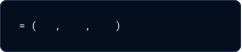 = ( , , )